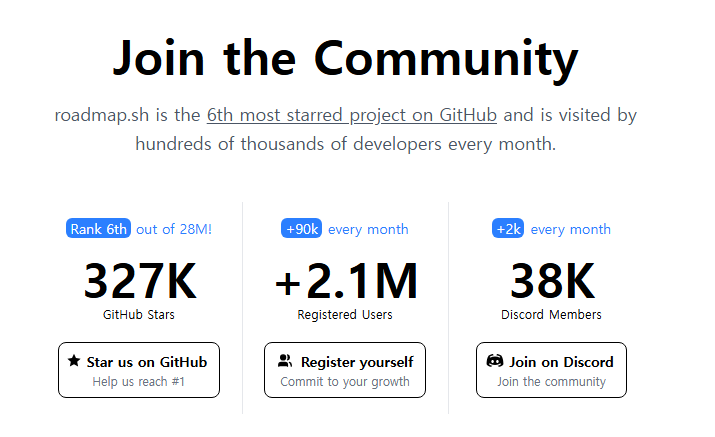 Join the Community
roadmap.sh is the 6th most starred project on GitHub and is visited by
hundreds of thousands of developers every month.
Rank 6th out of 28M!
327K
GitHub Stars
Star us on GitHub
Help us reach #1
+90k every month
+2.1M
Registered Users
Register yourself
Commit to your growth
+2k every month
38K
Discord Members
Join on Discord
Join the community